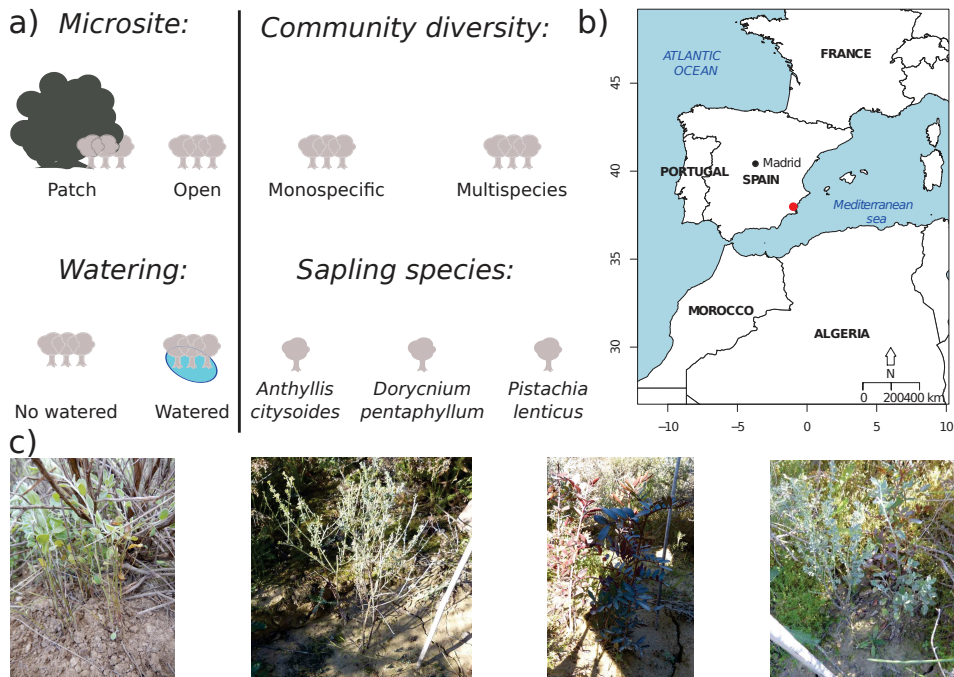 a)
Microsite:
Patch
Open
Community diversity:
Monospecific
Multispecies
Watering:
No watered
Watered
Sapling species:
Anthyllis
citysoides
Dorycnium
pentaphyllum
Pistachia
lenticus
b)
ATLANTIC
OCEAN
FRANCE
Madrid
PORTUGAL
SPAIN
Mediterranean
sea
MOROCCO
ALGERIA
N
0 200400 km
45
40
35
30
−10 −5 0 5 10
c)